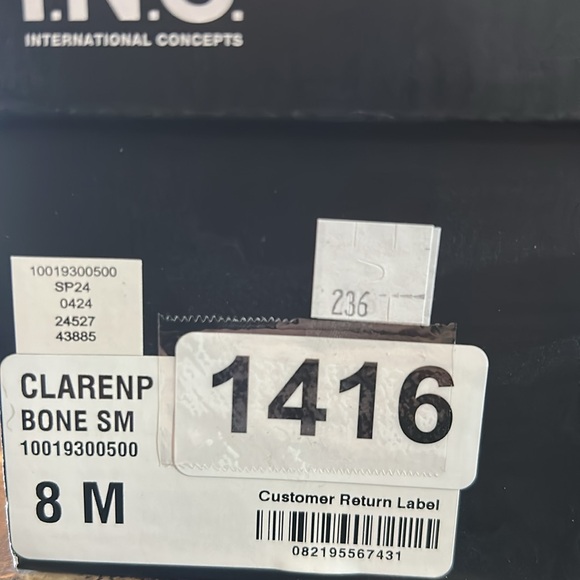 I.N.C.
INTERNATIONAL CONCEPTS
236
10019300500
SP24
0424
24527
43885
CLARENP
BONE SM
10019300500
8 M
1416
Customer Return Label
082195567431